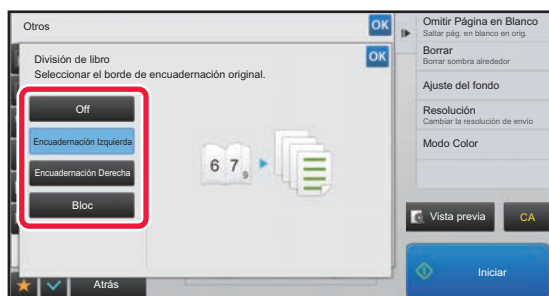 Otros
OK
División de libro
Seleccionar el borde de encuadernación original.
OK
Off
Encuadernación Izquierda
Encuadernación Derecha
Bloc
6 7
9
Atrás
Omitir Página en Blanco
Saltar pág. en blanco en orig.
Borrar
Borrar sombra alrededor
Ajuste del fondo
Resolución
Cambiar la resolución de envío
Modo Color
Vista previa
CA
Iniciar